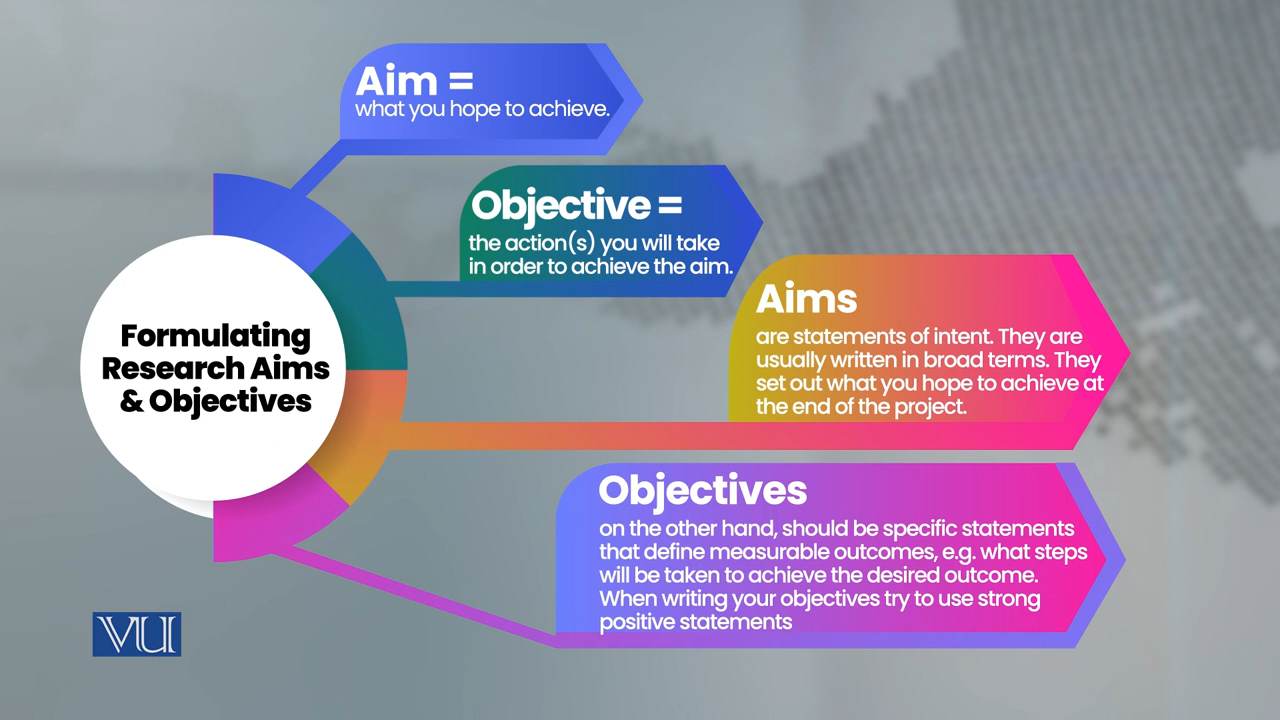 Aim =
what you hope to achieve.
Objective =
the action(s) you will take
in order to achieve the aim.
Formulating
Research Aims
& Objectives
Aims
are statements of intent. They are
usually written in broad terms. They
set out what you hope to achieve at
the end of the project.
Objectives
on the other hand, should be specific statements
that define measurable outcomes, e.g. what steps
will be taken to achieve the desired outcome.
When writing your objectives try to use strong
positive statements
VU